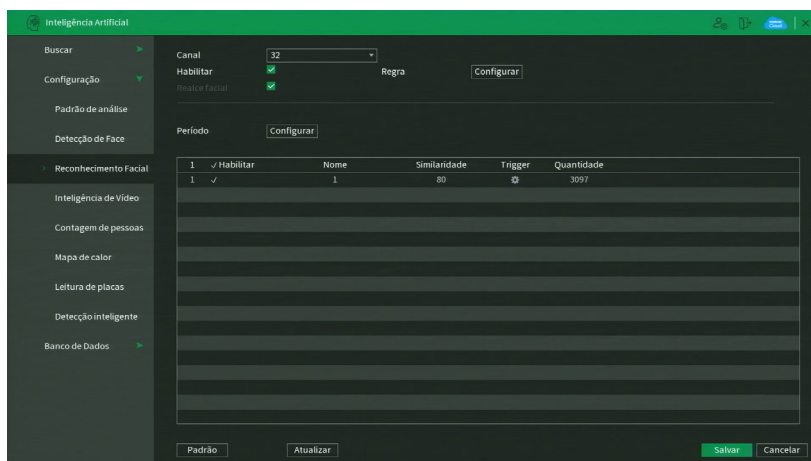 Inteligência Artificial
Buscar
Configuração
Padrão de análise
Detecção de Face
Reconhecimento Facial
Inteligência de Vídeo
Contagem de pessoas
Mapa de calor
Leitura de placas
Detecção inteligente
Banco de Dados
Canal 32
Habilitar Regra Configurar
Realce facial
Período Configurar
1 Habilitar Nome Similaridade Trigger Quantidade
1 1 80 3097
Padrão Atualizar Salvar Cancelar